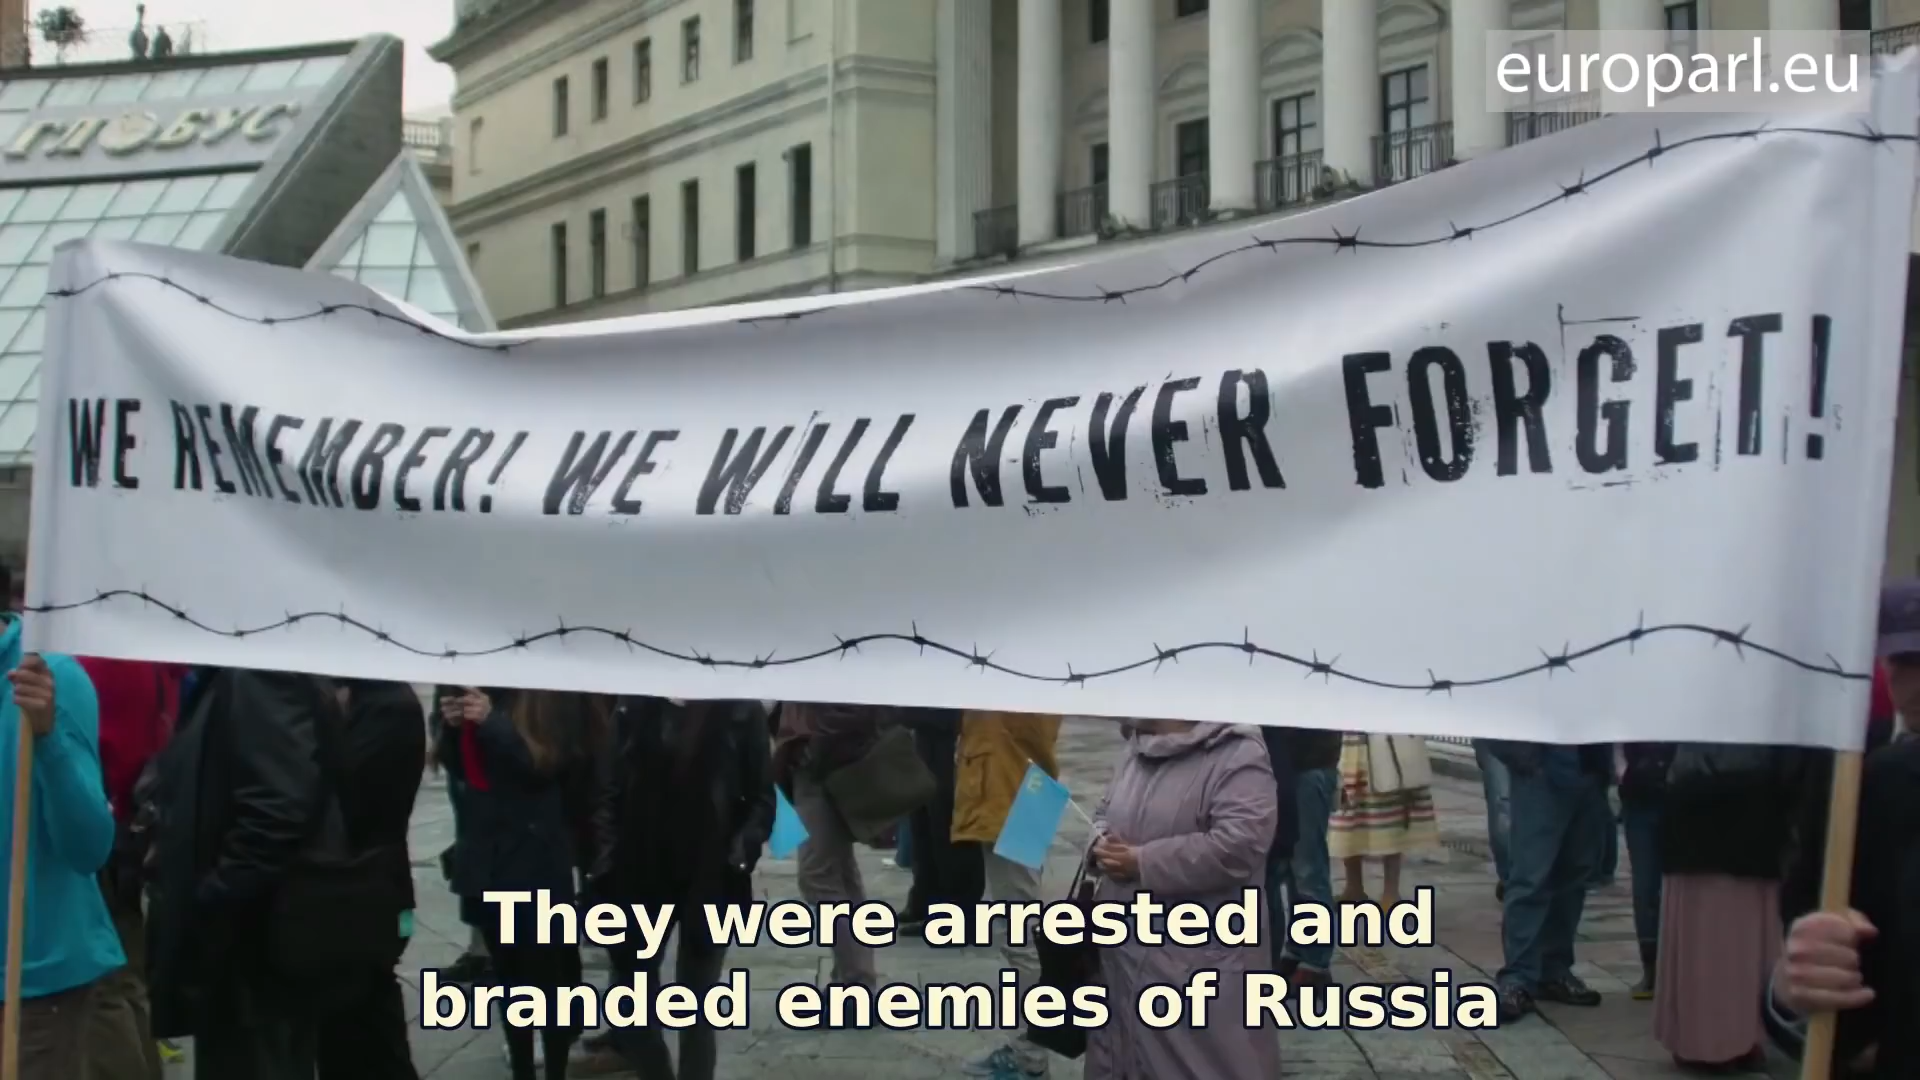 europarl.eu
ГЛОБУС
WE REMEMBER! WE WILL NEVER FORGET!
They were arrested and
branded enemies of Russia